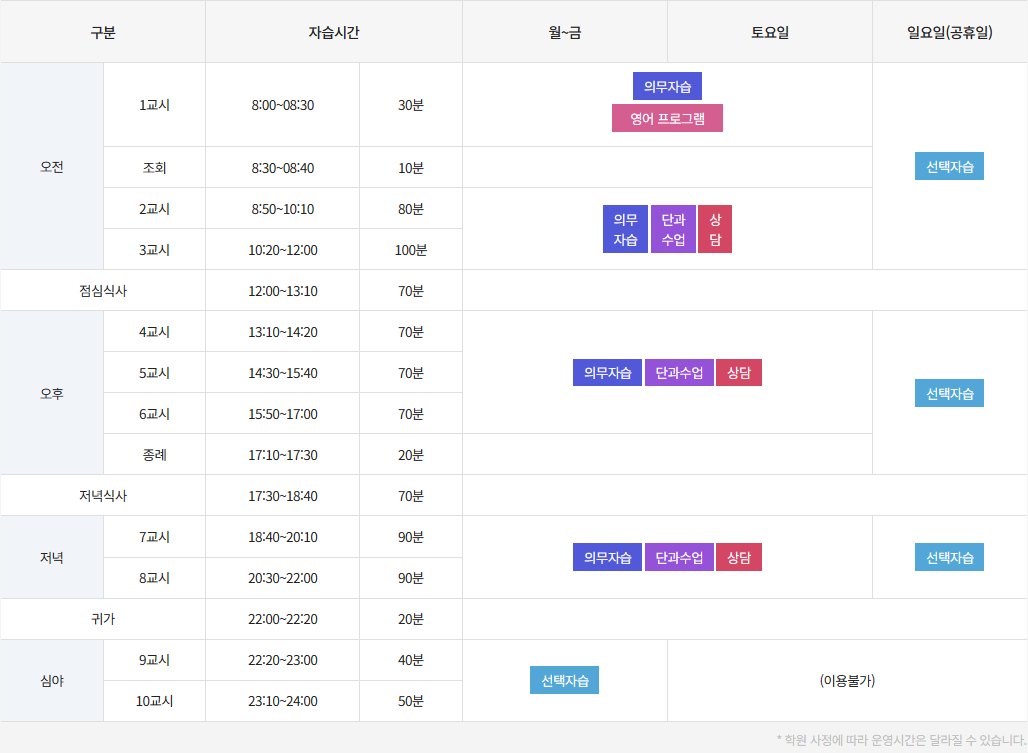 구분 자습시간 월~금 토요일 일요일(공휴일)
오전 1교시 8:00~08:30 30분 의무자습
영어 프로그램
조회 8:30~08:40 10분 선택자습
2교시 8:50~10:10 80분 의무 단과 상
자습 수업 담
3교시 10:20~12:00 100분
점심식사 12:00~13:10 70분
오후 4교시 13:10~14:20 70분
5교시 14:30~15:40 70분 의무자습 단과수업 상담
선택자습
6교시 15:50~17:00 70분
종례 17:10~17:30 20분
저녁식사 17:30~18:40 70분
저녁 7교시 18:40~20:10 90분
의무자습 단과수업 상담 선택자습
8교시 20:30~22:00 90분
귀가 22:00~22:20 20분
심야 9교시 22:20~23:00 40분
선택자습 (이용불가)
10교시 23:10~24:00 50분
* 학원 사정에 따라 운영시간은 달라질 수 있습니다.